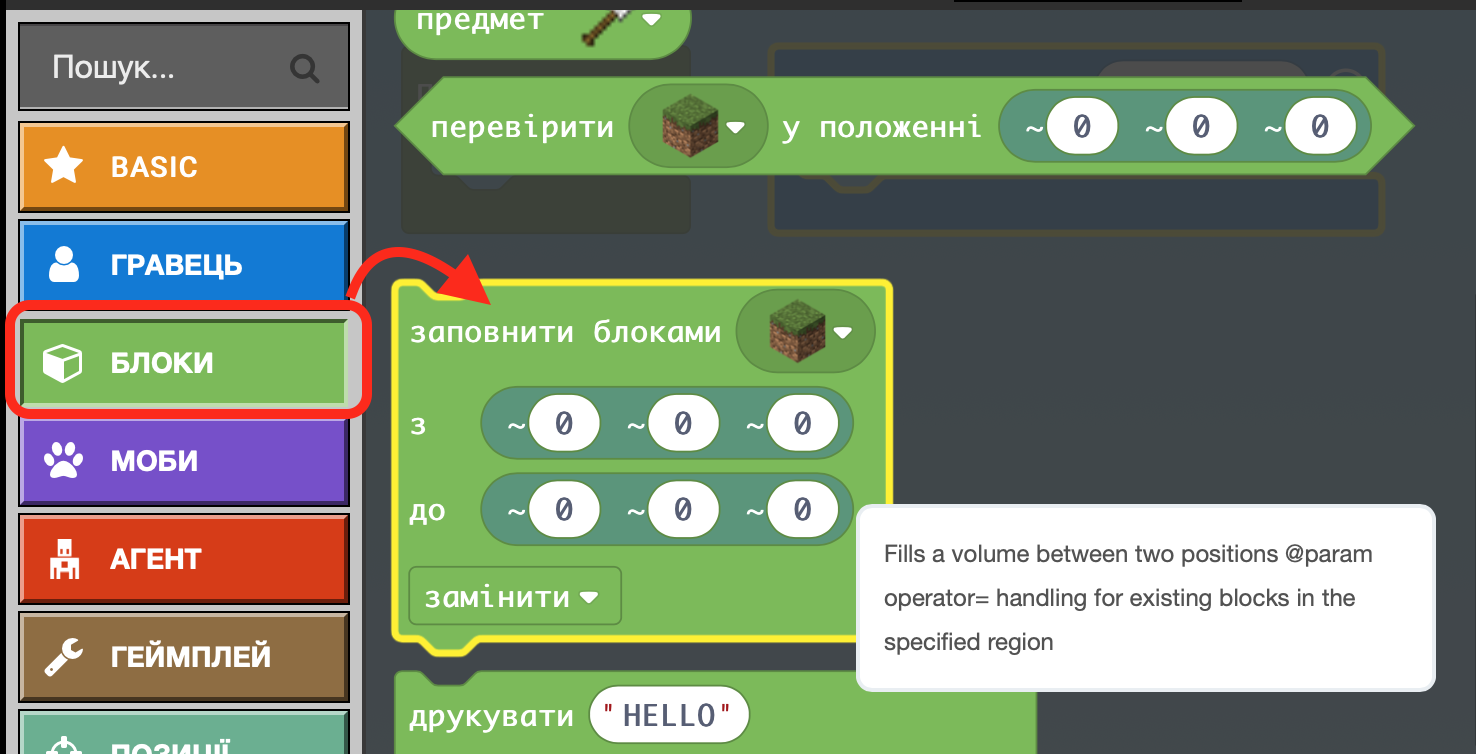 Пошук...
BASIC
ГРАВЕЦЬ
БЛОКИ
МОБИ
АГЕНТ
ГЕЙМПЛЕЙ
ПОЗИЦІЇ
предмет
перевірити у положенні ~ 0 ~ 0 ~ 0
заповнити блоками
з ~ 0 ~ 0 ~ 0
до ~ 0 ~ 0 ~ 0
замінити
Fills a volume between two positions @param
operator= handling for existing blocks in the
specified region
друкувати "HELLO"